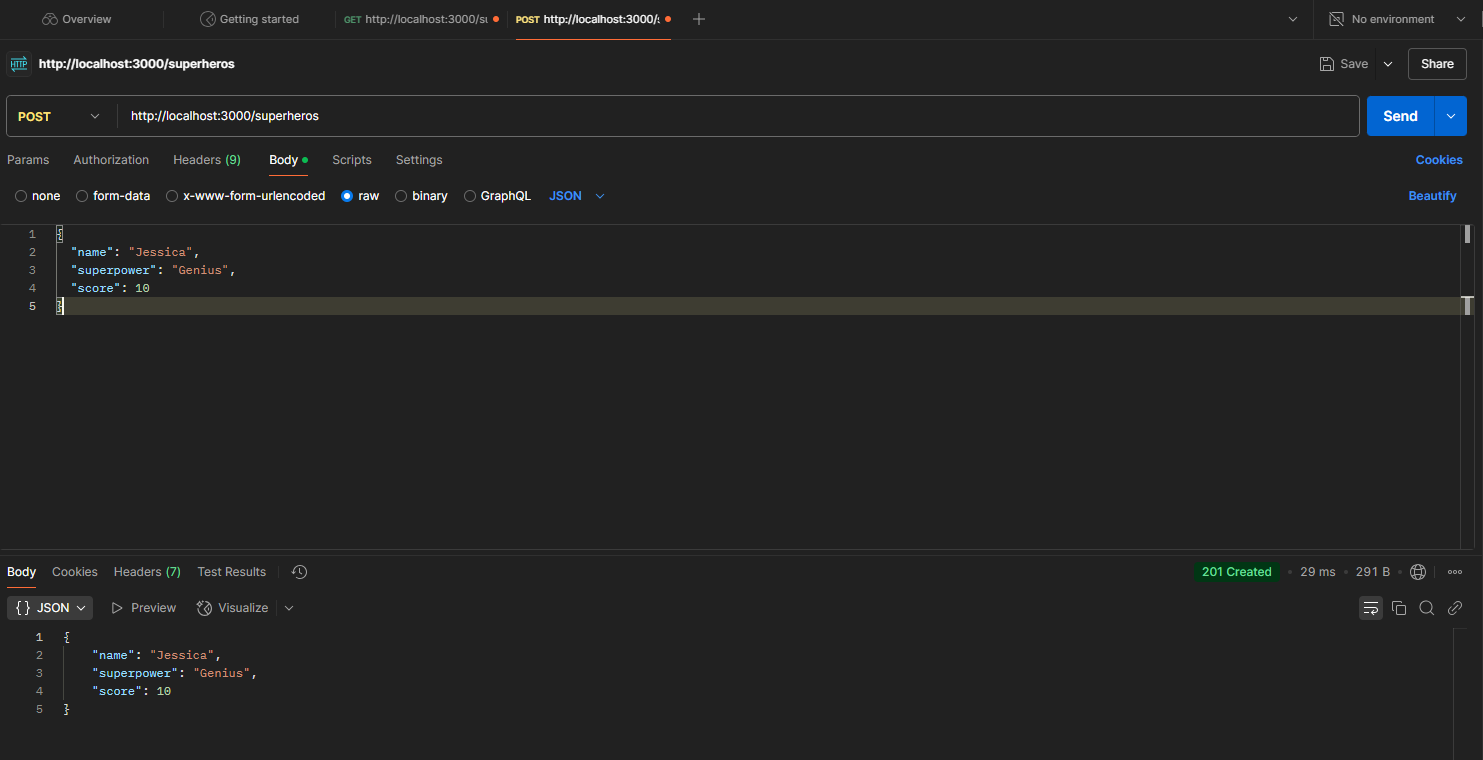 Overview Getting started GET http://localhost:3000/su POST http://localhost:3000/s No environment
HTTP http://localhost:3000/superheros Save Share
POST http://localhost:3000/superheros Send
Params Authorization Headers (9) Body Scripts Settings Cookies
none form-data x-www-form-urlencoded raw binary GraphQL JSON Beautify
1 {
2 "name": "Jessica",
3 "superpower": "Genius",
4 "score": 10
5 }
Body Cookies Headers (7) Test Results 201 Created 29 ms 291 B
{} JSON Preview Visualize
1 {
2 "name": "Jessica",
3 "superpower": "Genius",
4 "score": 10
5 }